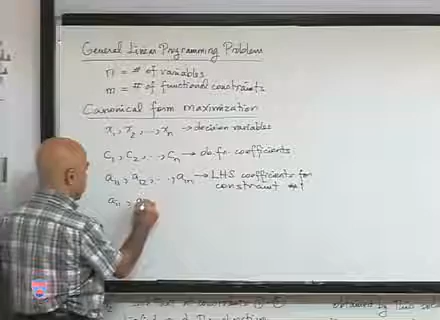 General Linear Programming Problem
n = # of variables
m = # of functional constraints
Canonical form maximization
x₁, x₂, ..., xₙ → decision variables
c₁, c₂, ..., cₙ → ob. fn. coefficients
a₁₁, a₁₂, ..., a₁ₙ → LHS coefficients for
constraint #1
a₂₁, a